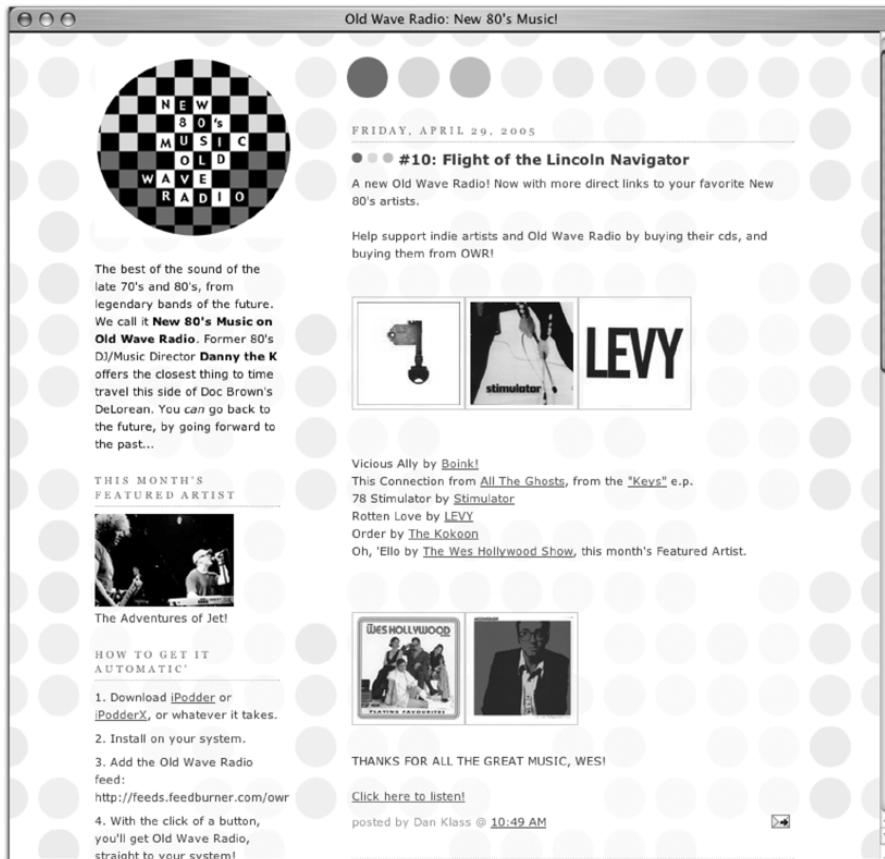 Old Wave Radio: New 80's Music!
NEW
80's
MUSIC
OLD
WAVE
RADIO
The best of the sound of the
late 70's and 80's, from
legendary bands of the future.
We call it New 80's Music on
Old Wave Radio. Former 80's
DJ/Music Director Danny the K
offers the closest thing to time
travel this side of Doc Brown's
DeLorean. You can go back to
the future, by going forward to
the past...
THIS MONTH'S
FEATURED ARTIST
The Adventures of Jet!
HOW TO GET IT
AUTOMATIC'
1. Download iPodder or
iPodderX, or whatever it takes.
2. Install on your system.
3. Add the Old Wave Radio
feed:
http://feeds.feedburner.com/owr
4. With the click of a button,
you'll get Old Wave Radio,
straight to your system!
FRIDAY, APRIL 29, 2005
#10: Flight of the Lincoln Navigator
A new Old Wave Radio! Now with more direct links to your favorite New
80's artists.
Help support indie artists and Old Wave Radio by buying their cds, and
buying them from OWR!
stimulator
LEVY
Vicious Ally by Boink!
This Connection from All The Ghosts, from the "Keys" e.p.
78 Stimulator by Stimulator
Rotten Love by LEVY
Order by The Kokoon
Oh, 'Ello by The Wes Hollywood Show, this month's Featured Artist.
WES HOLLYWOOD
PLAYING FAVOURITES
THANKS FOR ALL THE GREAT MUSIC, WES!
Click here to listen!
posted by Dan Klass @ 10:49 AM